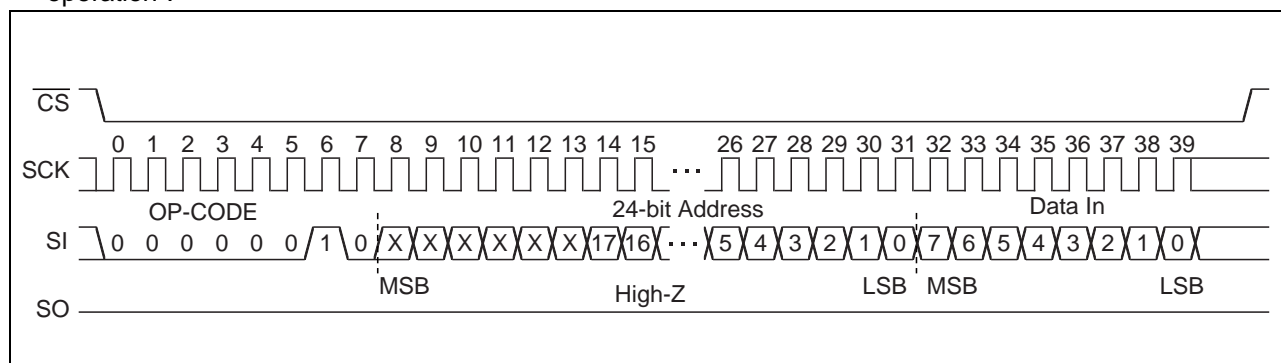 operation .
CS
0 1 2 3 4 5 6 7 8 9 10 11 12 13 14 15 26 27 28 29 30 31 32 33 34 35 36 37 38 39
SCK
OP-CODE 24-bit Address Data In
SI 0 0 0 0 0 0 1 0 X X X X X X 17 16 5 4 3 2 1 0 7 6 5 4 3 2 1 0
MSB High-Z LSB MSB LSB
SO